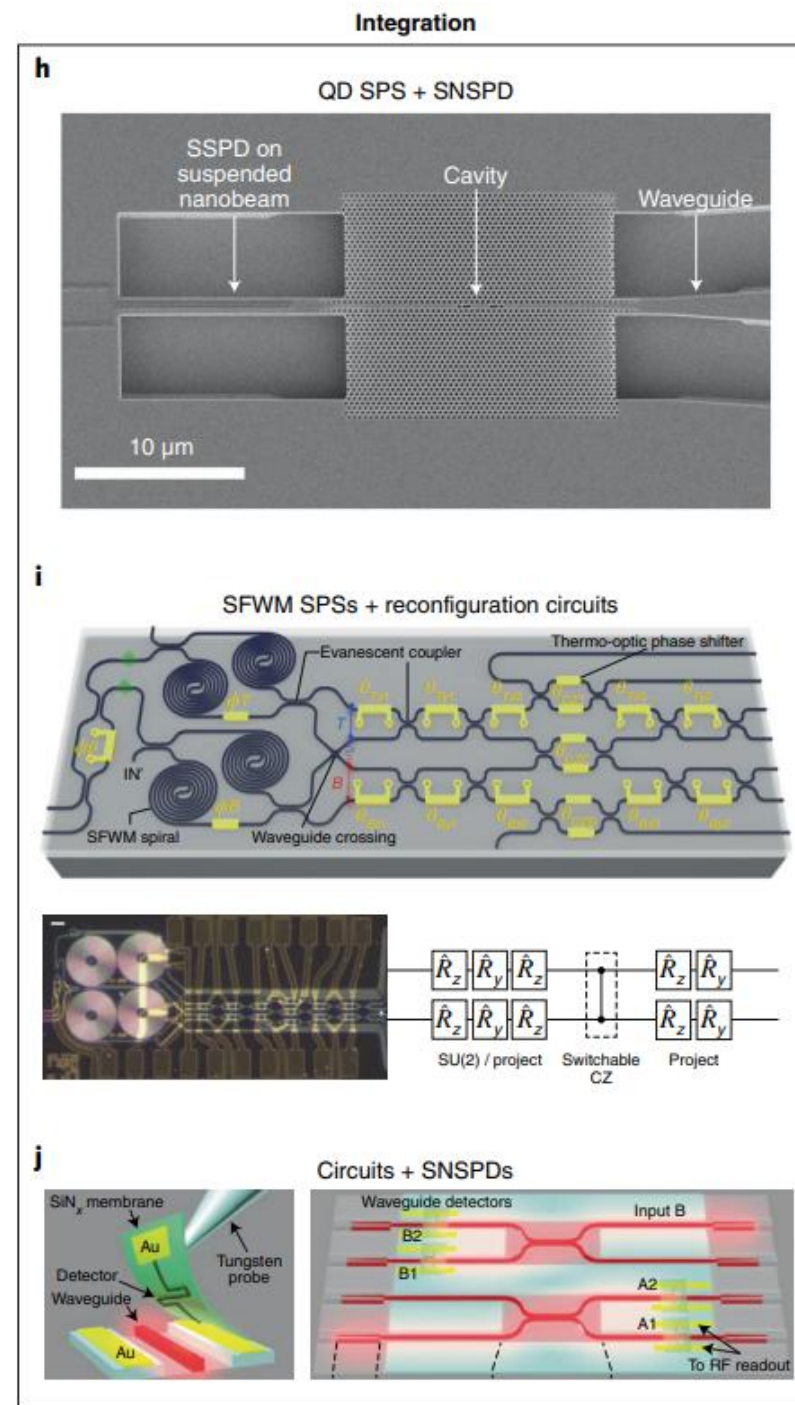 Integration
h
QD SPS + SNSPD
SSPD on
suspended
nanobeam
Cavity
Waveguide
10 µm
i
SFWM SPSs + reconfiguration circuits
Thermo-optic phase shifter
Evanescent coupler
T
B
IN'
SFWM spiral
Waveguide crossing
R̂z R̂y R̂z R̂z R̂y
R̂z R̂y R̂z R̂z R̂y
SU(2) / project
Switchable
CZ
Project
j
Circuits + SNSPDs
SiNx membrane
Au
Tungsten
probe
Detector
Waveguide
Au
Waveguide detectors
Input B
B2
B1
A2
A1
To RF readout